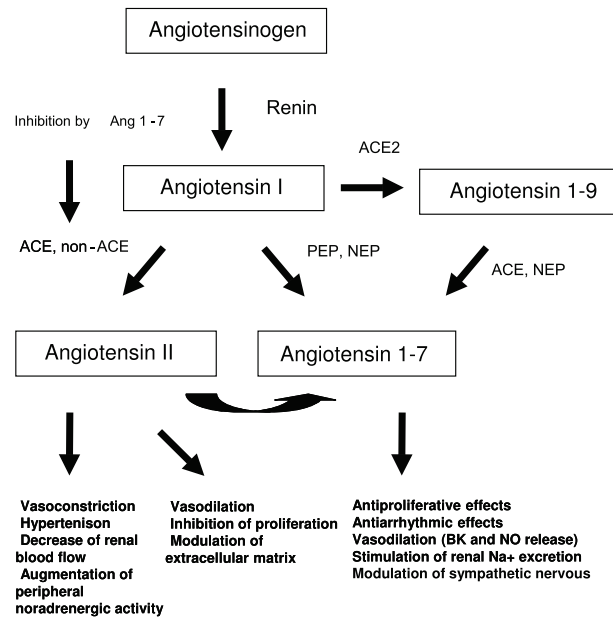 Angiotensinogen
Renin
Inhibition by Ang 1-7
ACE2
Angiotensin I
Angiotensin 1-9
ACE, non-ACE
PEP, NEP
ACE, NEP
Angiotensin II
Angiotensin 1-7
Vasoconstriction
Hypertenison
Decrease of renal
blood flow
Augmentation of
peripheral
noradrenergic activity
Vasodilation
Inhibition of proliferation
Modulation of
extracellular matrix
Antiproliferative effects
Antiarrhythmic effects
Vasodilation (BK and NO release)
Stimulation of renal Na+ excretion
Modulation of sympathetic nervous